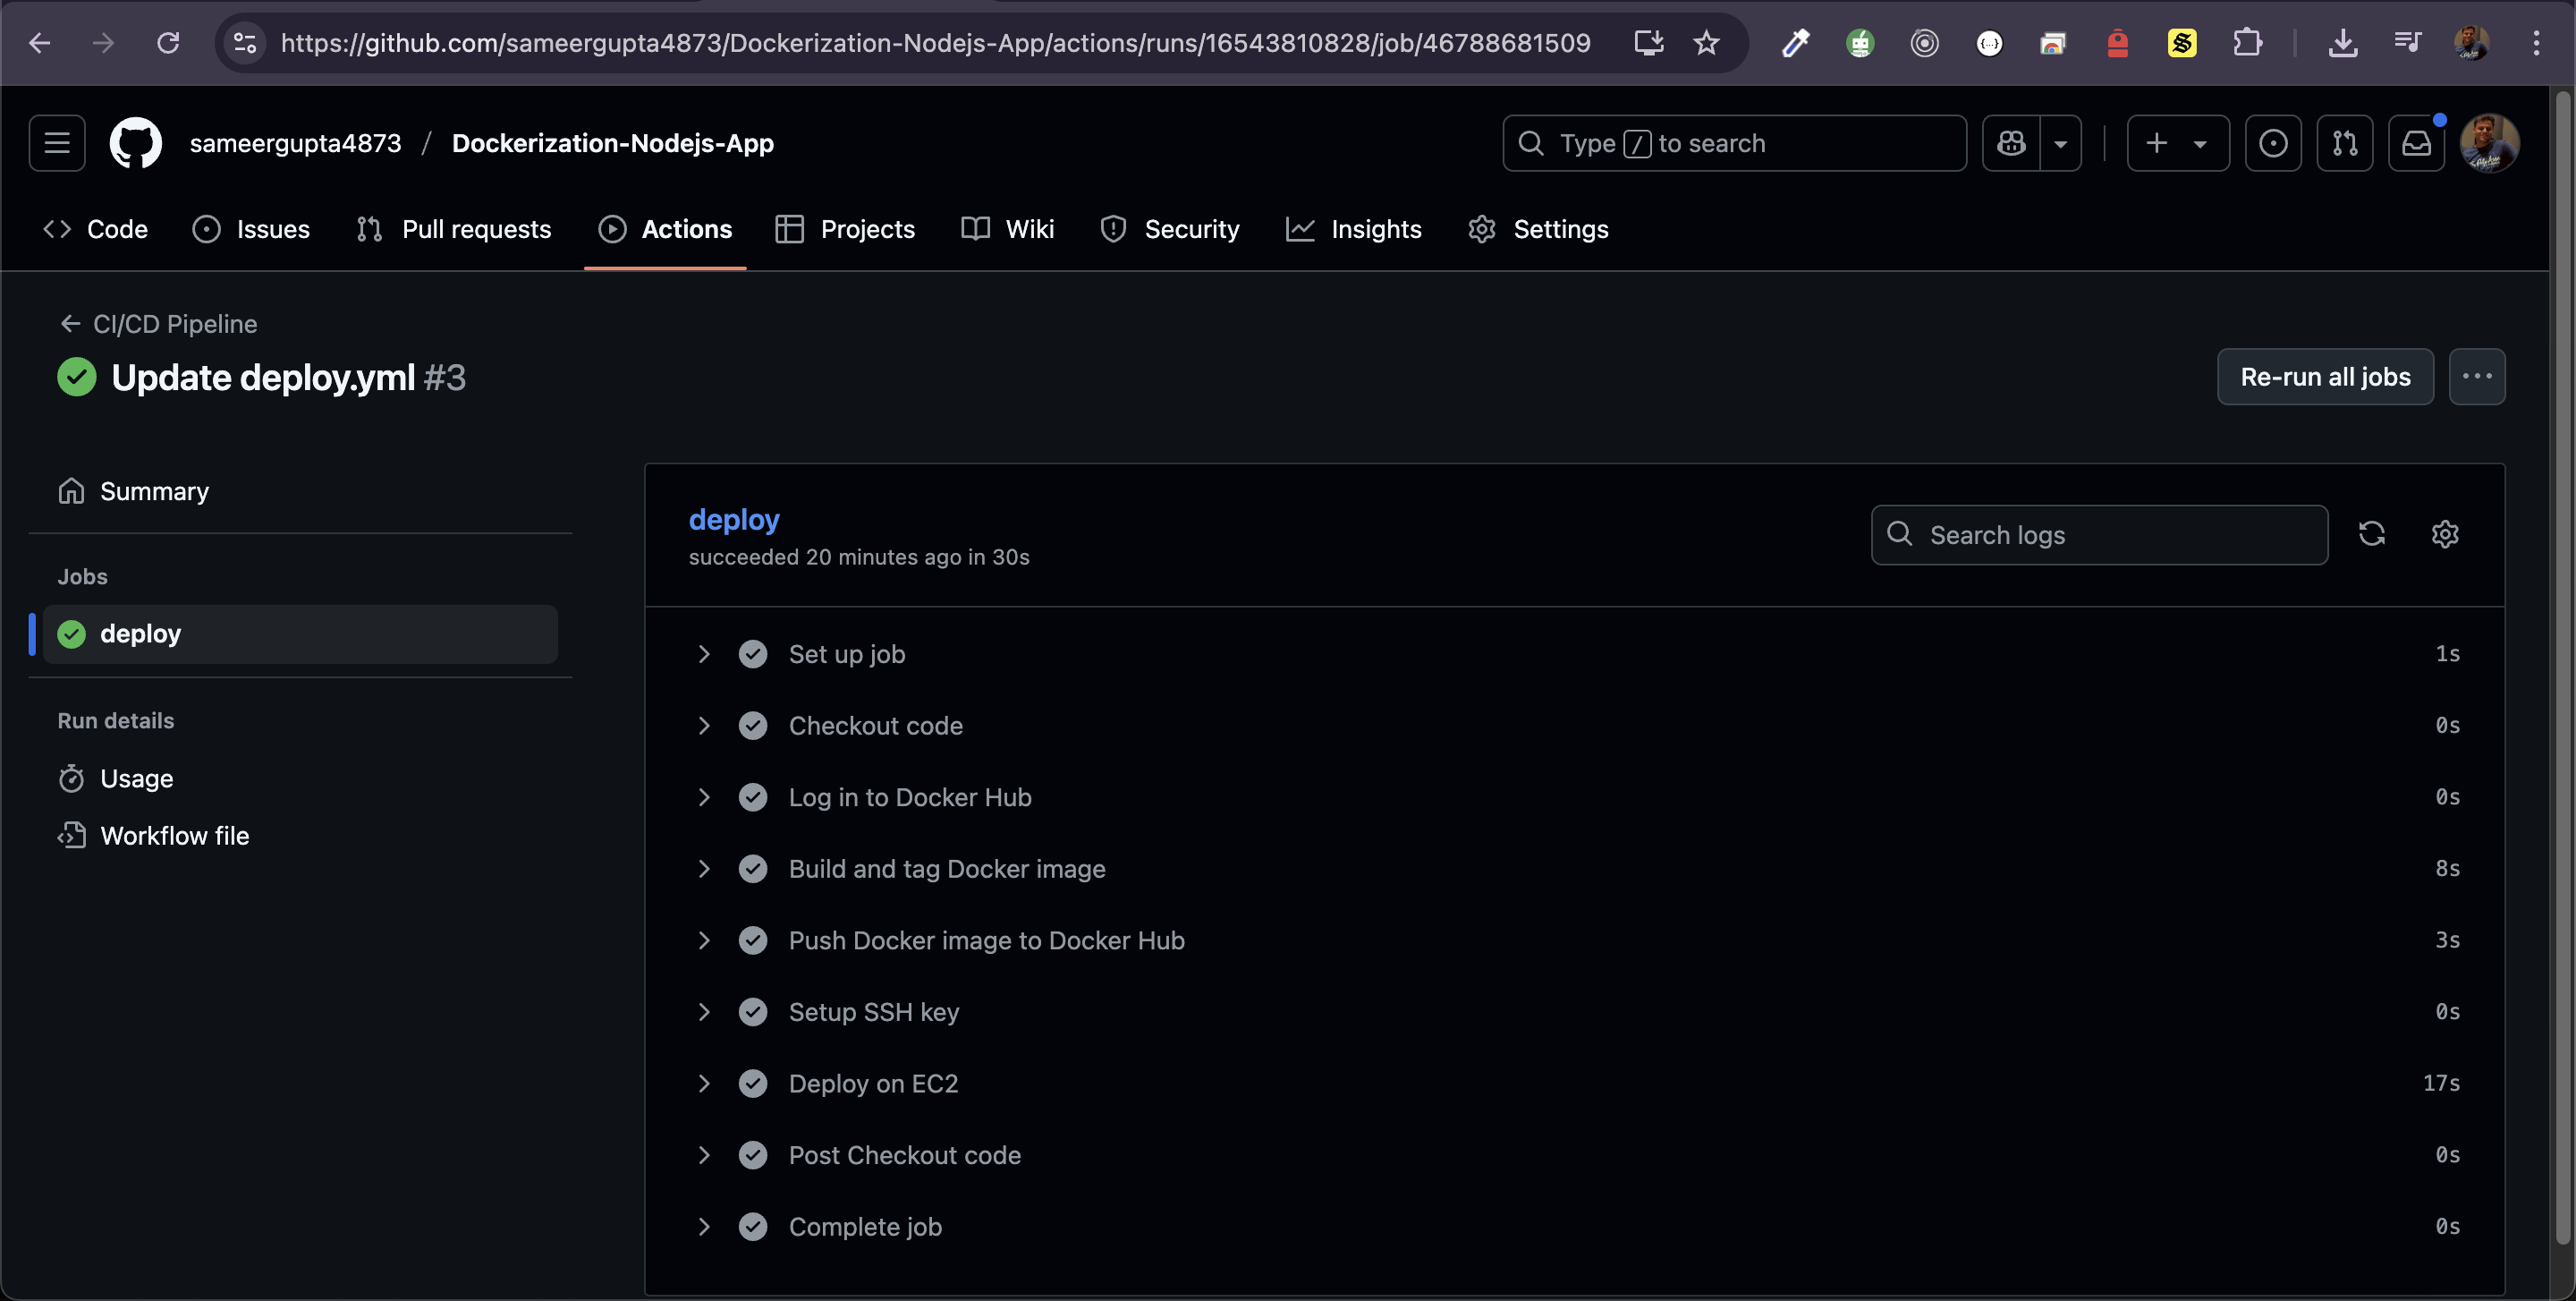 https://github.com/sameergupta4873/Dockerization-Nodejs-App/actions/runs/16543810828/job/46788681509
sameergupta4873 / Dockerization-Nodejs-App
Type / to search
Code Issues Pull requests Actions Projects Wiki Security Insights Settings
CI/CD Pipeline
Update deploy.yml #3
Re-run all jobs
Summary
Jobs
deploy
Run details
Usage
Workflow file
deploy
succeeded 20 minutes ago in 30s
Search logs
Set up job 1s
Checkout code 0s
Log in to Docker Hub 0s
Build and tag Docker image 8s
Push Docker image to Docker Hub 3s
Setup SSH key 0s
Deploy on EC2 17s
Post Checkout code 0s
Complete job 0s